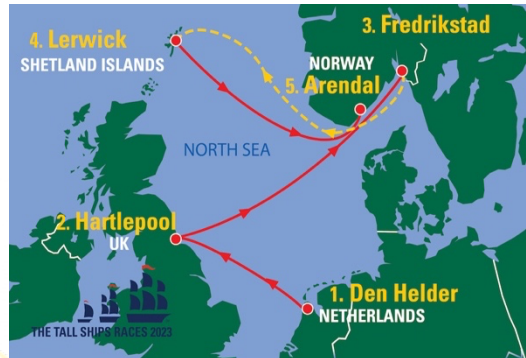 3. Fredrikstad
4. Lerwick
SHETLAND ISLANDS
NORWAY
5. Arendal
NORTH SEA
2. Hartlepool
UK
1. Den Helder
NETHERLANDS
THE TALL SHIPS RACES 2023